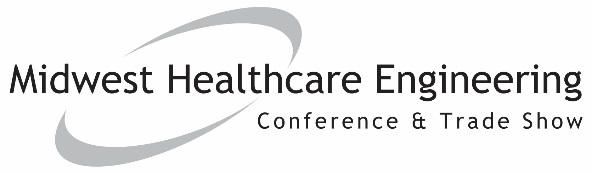 Midwest Healthcare Engineering
Conference & Trade Show